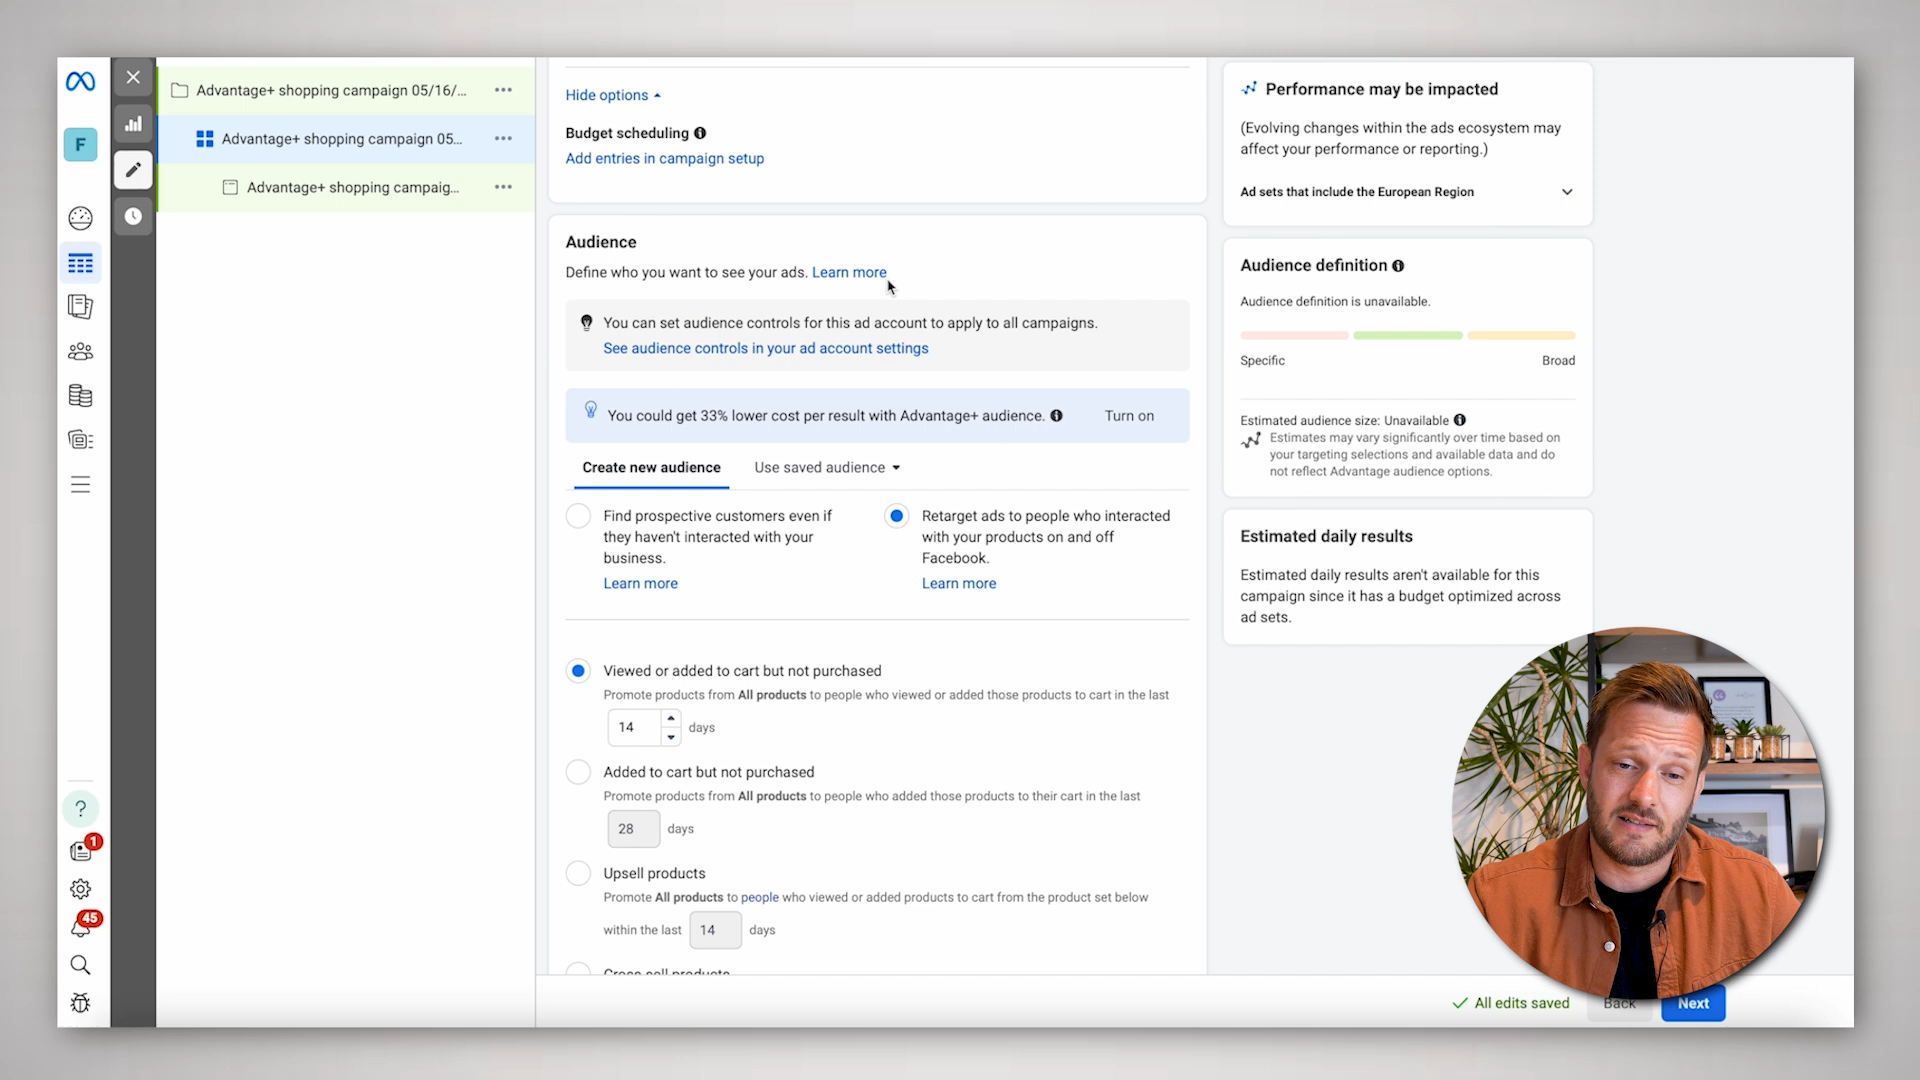 Advantage+ shopping campaign 05/16/...
Advantage+ shopping campaign 05...
Advantage+ shopping campaig...
F
?
1
45
Hide options
Budget scheduling
Add entries in campaign setup
Audience
Define who you want to see your ads. Learn more
You can set audience controls for this ad account to apply to all campaigns.
See audience controls in your ad account settings
You could get 33% lower cost per result with Advantage+ audience. Turn on
Create new audience Use saved audience
Find prospective customers even if
they haven't interacted with your
business.
Learn more
Retarget ads to people who interacted
with your products on and off
Facebook.
Learn more
Viewed or added to cart but not purchased
Promote products from All products to people who viewed or added those products to cart in the last
14 days
Added to cart but not purchased
Promote products from All products to people who added those products to their cart in the last
28 days
Upsell products
Promote All products to people who viewed or added products to cart from the product set below
within the last 14 days
Cross sell products
Performance may be impacted
(Evolving changes within the ads ecosystem may
affect your performance or reporting.)
Ad sets that include the European Region
Audience definition
Audience definition is unavailable.
Specific Broad
Estimated audience size: Unavailable
Estimates may vary significantly over time based on
your targeting selections and available data and do
not reflect Advantage audience options.
Estimated daily results
Estimated daily results aren't available for this
campaign since it has a budget optimized across
ad sets.
All edits saved Back Next